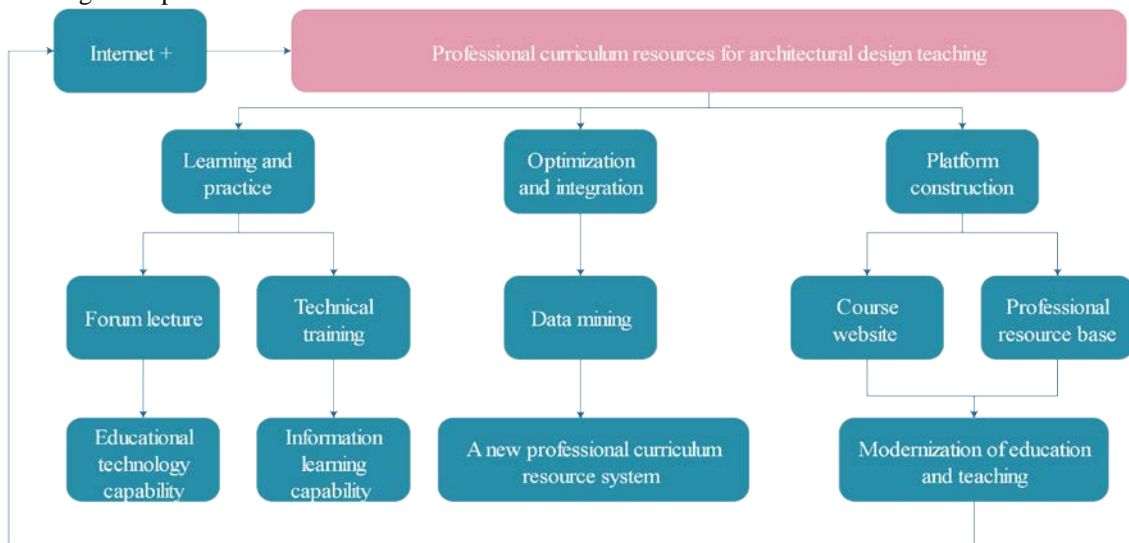 Internet +
Professional curriculum resources for architectural design teaching
Learning and
practice
Optimization
and integration
Platform
construction
Forum lecture
Technical
training
Data mining
Course
website
Professional
resource base
Educational
technology
capability
Information
learning
capability
A new professional curriculum
resource system
Modernization of education
and teaching